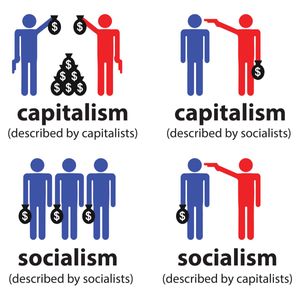 $ $
$
$ $
$ $ $
capitalism
(described by capitalists)
$
capitalism
(described by socialists)
$ $ $
socialism
(described by socialists)
$
socialism
(described by capitalists)